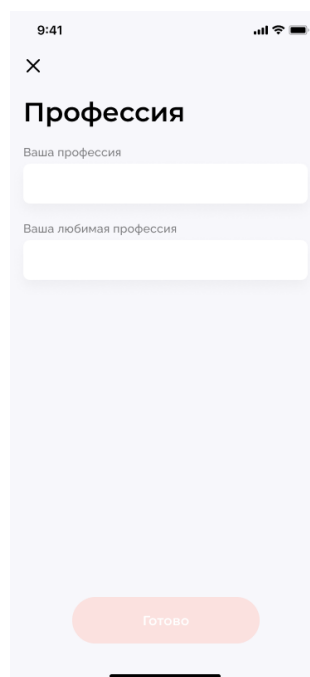 9:41
Профессия
Ваша профессия
Ваша любимая профессия
Готово